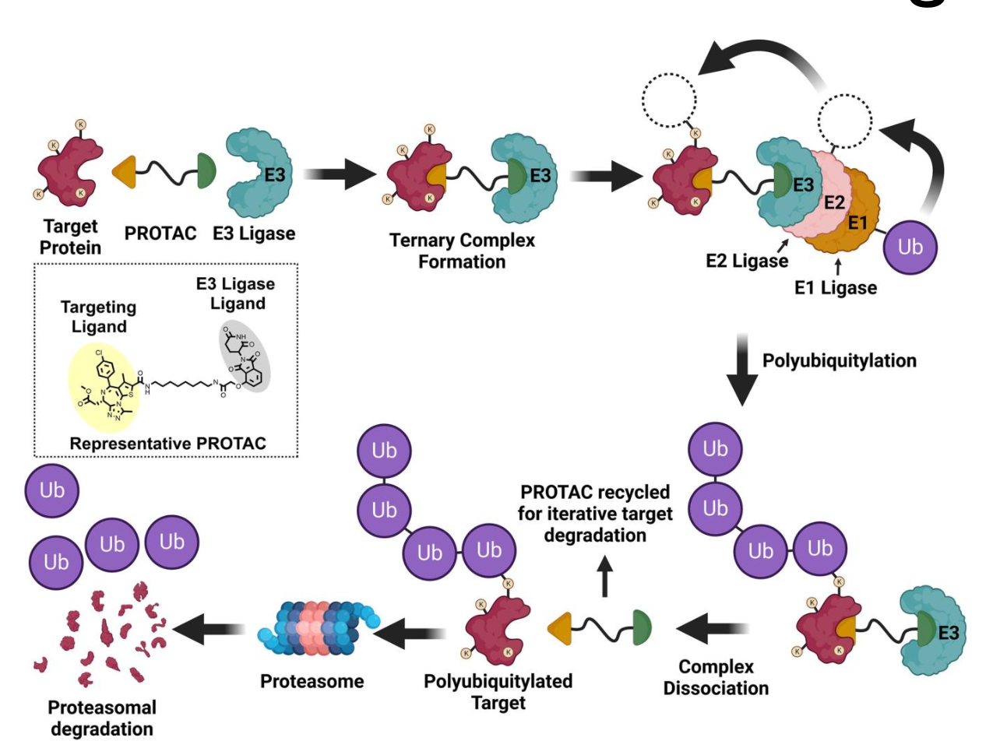 K
K
K
K
E3
Target
Protein
PROTAC
E3 Ligase
K
K
K
K
E3
Ternary Complex
Formation
K
K
K
K
E3
E2
E1
Ub
E2 Ligase
E1 Ligase
Targeting
Ligand
E3 Ligase
Ligand
Cl
O
O
N
N
N
N
S
O
N
H
N
O
O
O
N
O
O
NH
O
Representative PROTAC
Polyubiquitylation
Ub
Ub
Ub
Ub
K
K
K
K
E3
Complex
Dissociation
PROTAC recycled
for iterative target
degradation
Ub
Ub
Ub
Ub
K
K
K
K
Polyubiquitylated
Target
Proteasome
Ub
Ub
Ub
Ub
Proteasomal
degradation